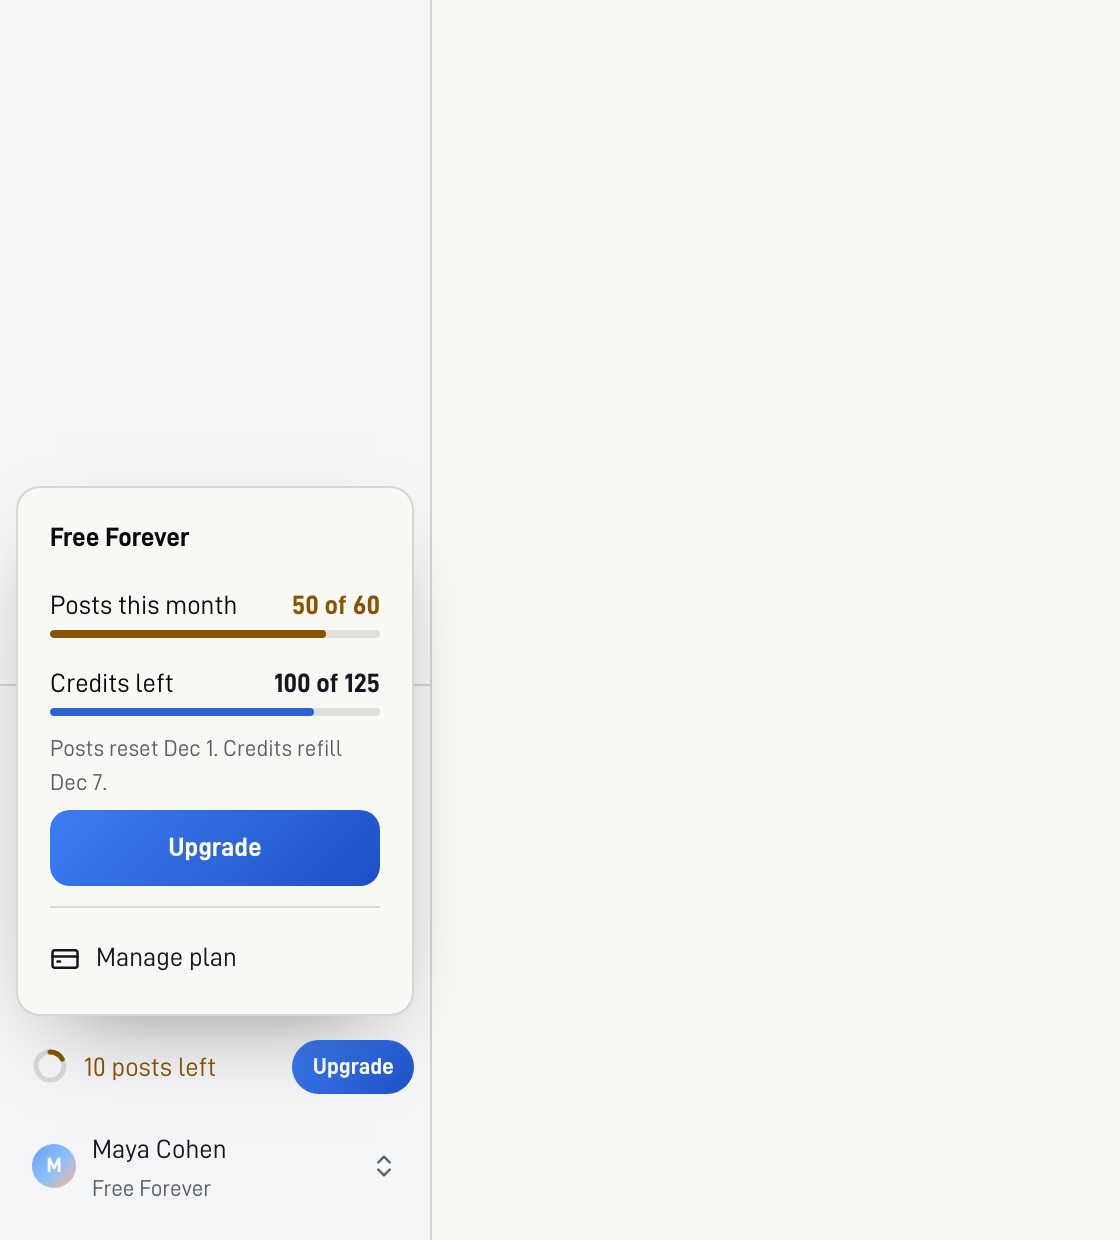 Free Forever
Posts this month 50 of 60
Credits left 100 of 125
Posts reset Dec 1. Credits refill
Dec 7.
Upgrade
Manage plan
10 posts left Upgrade
M
Maya Cohen
Free Forever